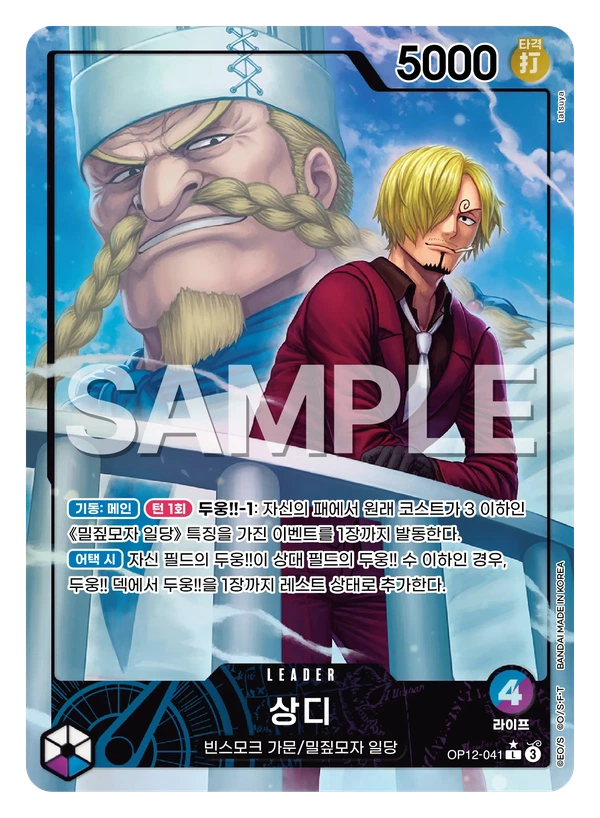 5000
타격
打
tatsuya
SAMPLE
기동: 메인 턴 1회 두웅!!-1: 자신의 패에서 원래 코스트가 3 이하인
《밀짚모자 일당》 특징을 가진 이벤트를 1장까지 발동한다.
어택 시 자신 필드의 두웅!!이 상대 필드의 두웅!! 수 이하인 경우,
두웅!! 덱에서 두웅!!을 1장까지 레스트 상태로 추가한다.
LEADER
상디
빈스모크 가문/밀짚모자 일당
4
라이프
OP12-041 L 3
©EO/S ©O/S·F·T BANDAI MADE IN KOREA